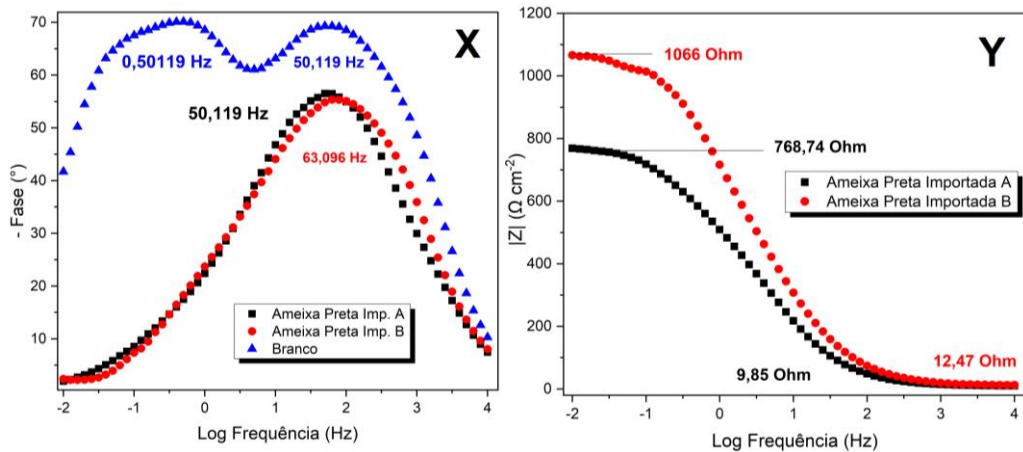 X
- Fase (°)
70
60
50
40
30
20
10
0,50119 Hz
50,119 Hz
50,119 Hz
63,096 Hz
Ameixa Preta Imp. A
Ameixa Preta Imp. B
Branco
-2
-1
0
1
2
3
4
Log Frequência (Hz)
Y
|Z| (Ω cm⁻²)
1200
1000
800
600
400
200
0
1066 Ohm
768,74 Ohm
Ameixa Preta Importada A
Ameixa Preta Importada B
9,85 Ohm
12,47 Ohm
-2
-1
0
1
2
3
4
Log Frequência (Hz)